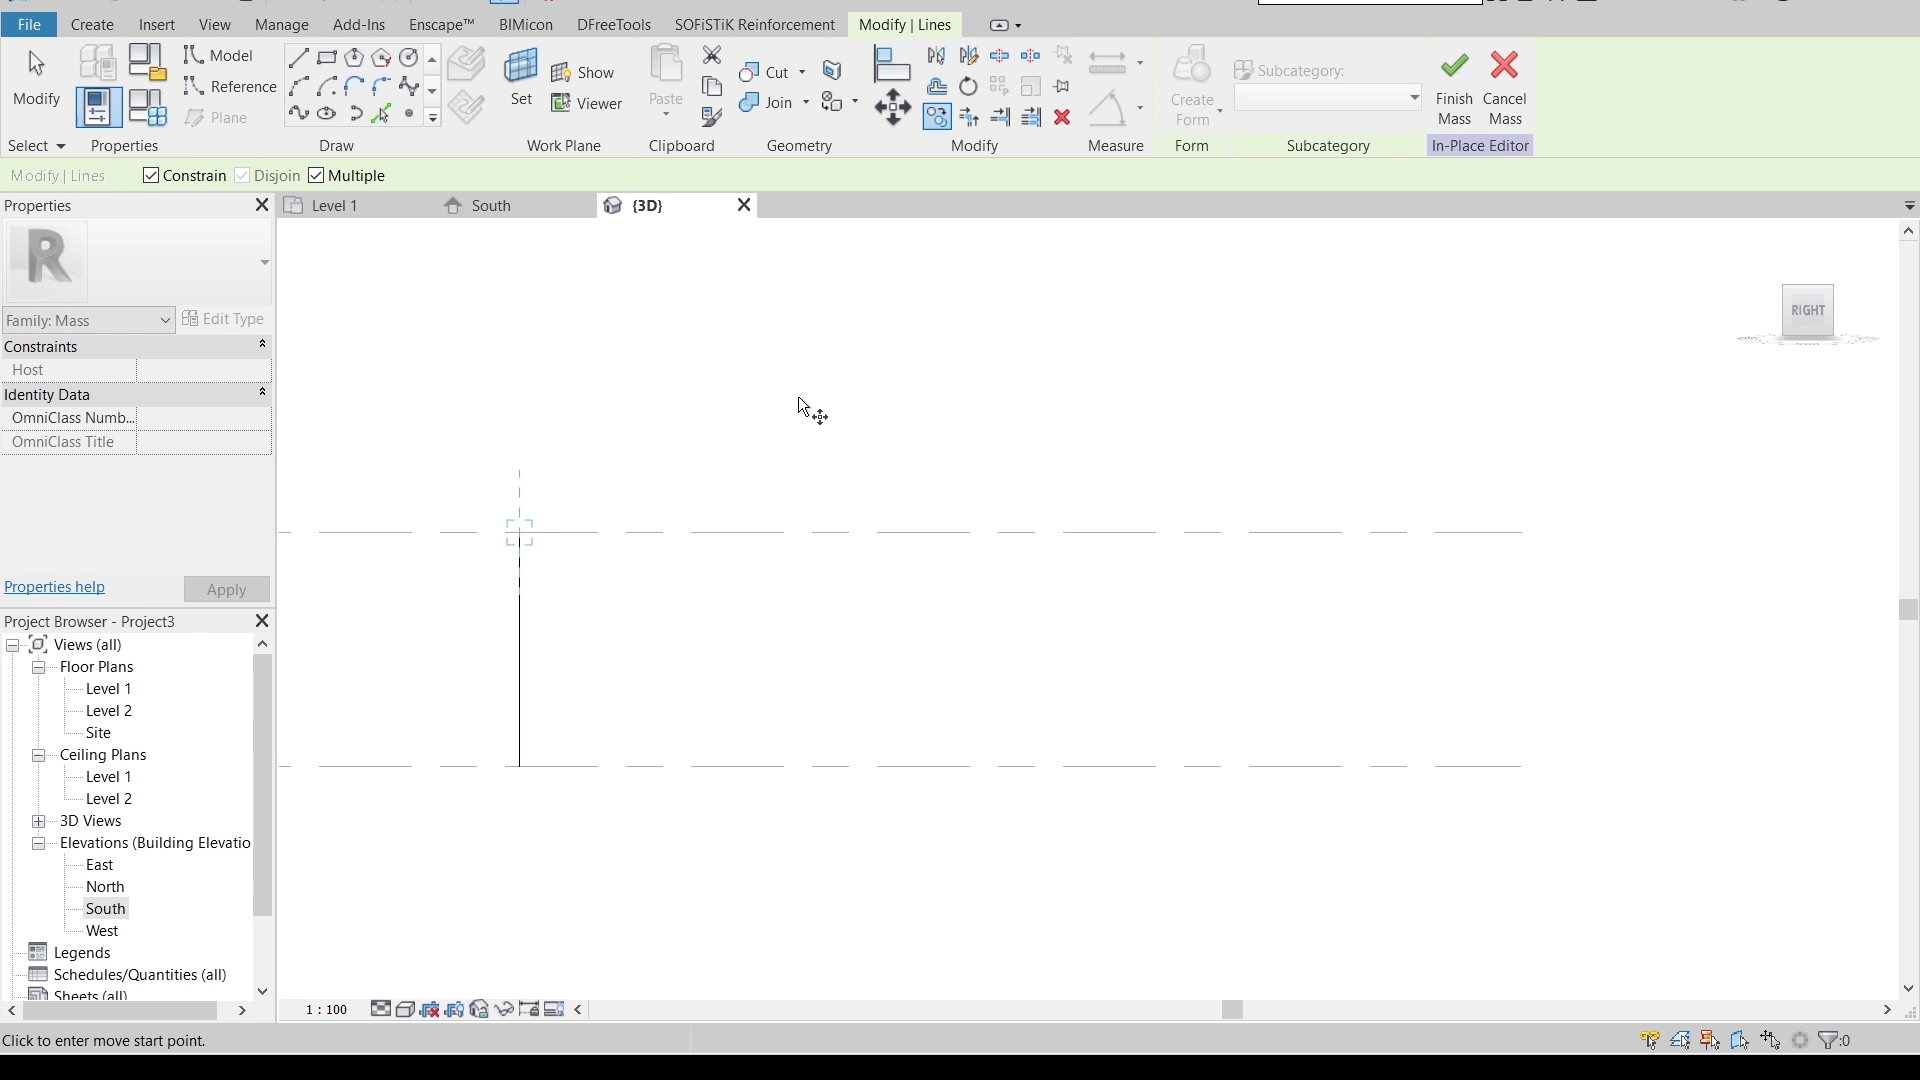 File Create Insert View Manage Add-Ins Enscape™ BIMicon DFreeTools SOFiSTiK Reinforcement Modify | Lines
Modify
Model
Reference
Plane
Set
Show
Viewer
Paste
Cut
Join
Create
Form
Subcategory:
Finish
Mass
Cancel
Mass
Select Properties Draw Work Plane Clipboard Geometry Modify Measure Form Subcategory In-Place Editor
Modify | Lines Constrain Disjoin Multiple
Properties
Level 1 South {3D}
R
Family: Mass Edit Type
Constraints
Host
Identity Data
OmniClass Numb...
OmniClass Title
Properties help Apply
RIGHT
Project Browser - Project3
Views (all)
Floor Plans
Level 1
Level 2
Site
Ceiling Plans
Level 1
Level 2
3D Views
Elevations (Building Elevatio
East
North
South
West
Legends
Schedules/Quantities (all)
Sheets (all)
1 : 100
Click to enter move start point.
:0